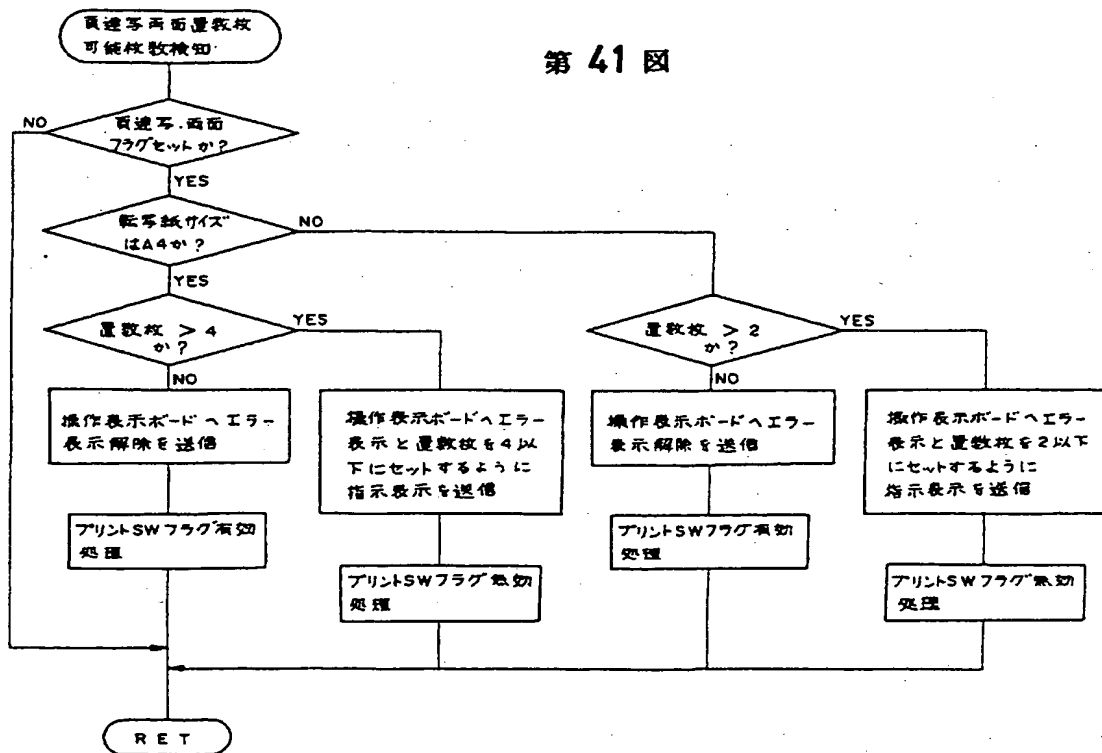 第 41 図
頁連写両面置数枚
可能枚数検知
頁連写.両面
フラグセットか？
NO
YES
転写紙サイズ
はA4か？
NO
YES
置数枚 > 4
か？
YES
NO
置数枚 > 2
か？
YES
NO
操作表示ボードへエラー
表示解除を送信
操作表示ボードへエラー
表示と置数枚を4以
下にセットするように
指示表示を送信
操作表示ボードへエラー
表示解除を送信
操作表示ボードへエラー
表示と置数枚を2以下
にセットするように
指示表示を送信
プリントSWフラグ有効
処理
プリントSWフラグ無効
処理
プリントSWフラグ有効
処理
プリントSWフラグ無効
処理
RET